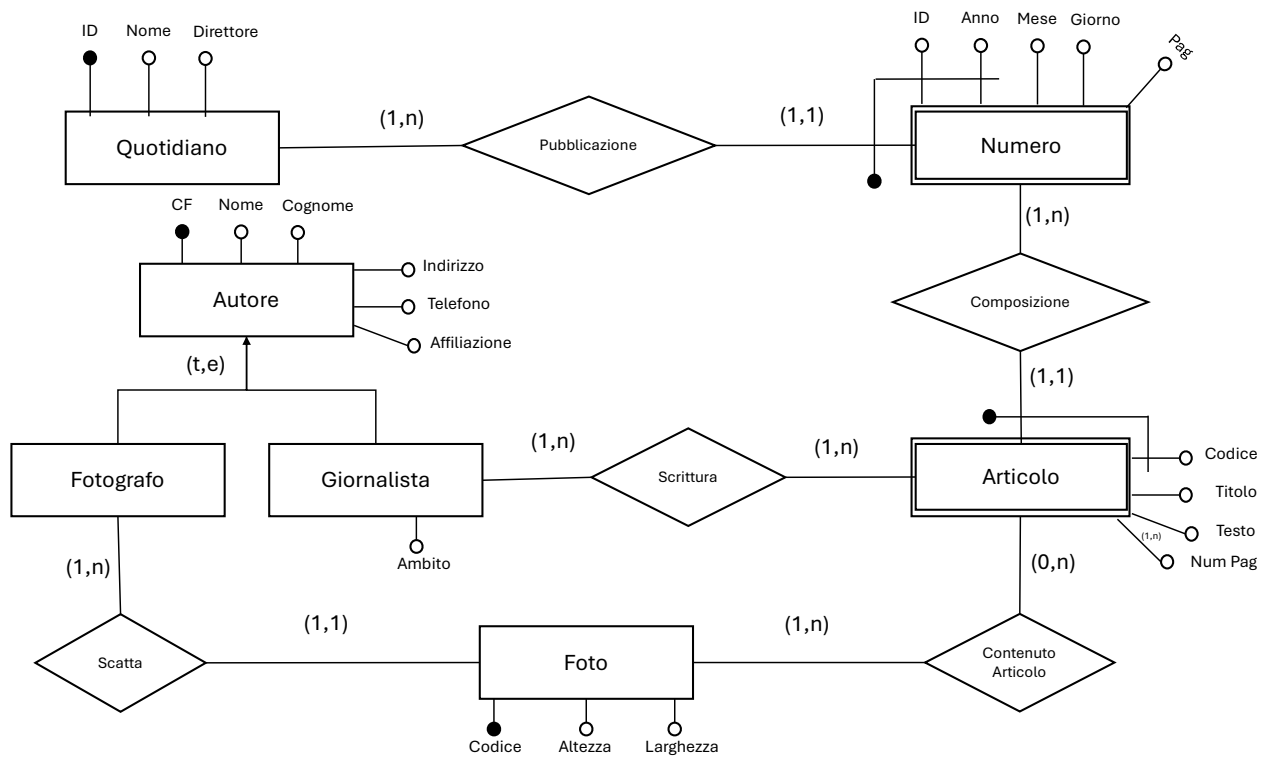 ID
Nome
Direttore
ID
Anno
Mese
Giorno
Pag
Quotidiano
(1,n)
Pubblicazione
(1,1)
Numero
CF
Nome
Cognome
(1,n)
Autore
Indirizzo
Telefono
Affiliazione
Composizione
(t,e)
(1,1)
Fotografo
Giornalista
(1,n)
Scrittura
(1,n)
Articolo
Codice
Titolo
Testo
(1,n)
Num Pag
Ambito
(1,n)
(0,n)
Scatta
(1,1)
Foto
(1,n)
Contenuto
Articolo
Codice
Altezza
Larghezza